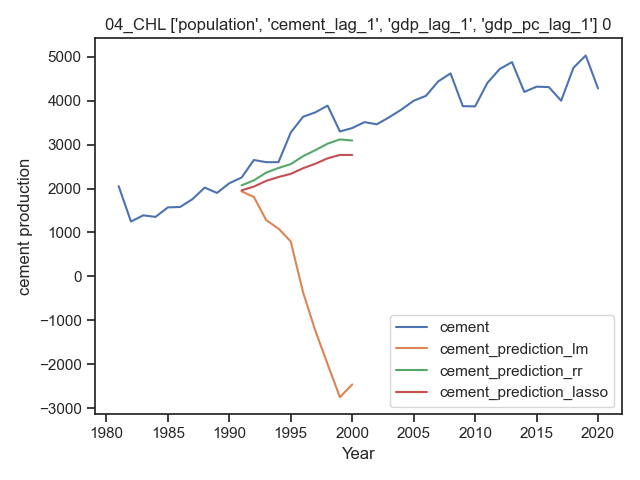 04_CHL ['population', 'cement_lag_1', 'gdp_lag_1', 'gdp_pc_lag_1'] 0
5000
4000
3000
2000
1000
0
−1000
−2000
−3000
cement production
cement
cement_prediction_lm
cement_prediction_rr
cement_prediction_lasso
1980 1985 1990 1995 2000 2005 2010 2015 2020
Year